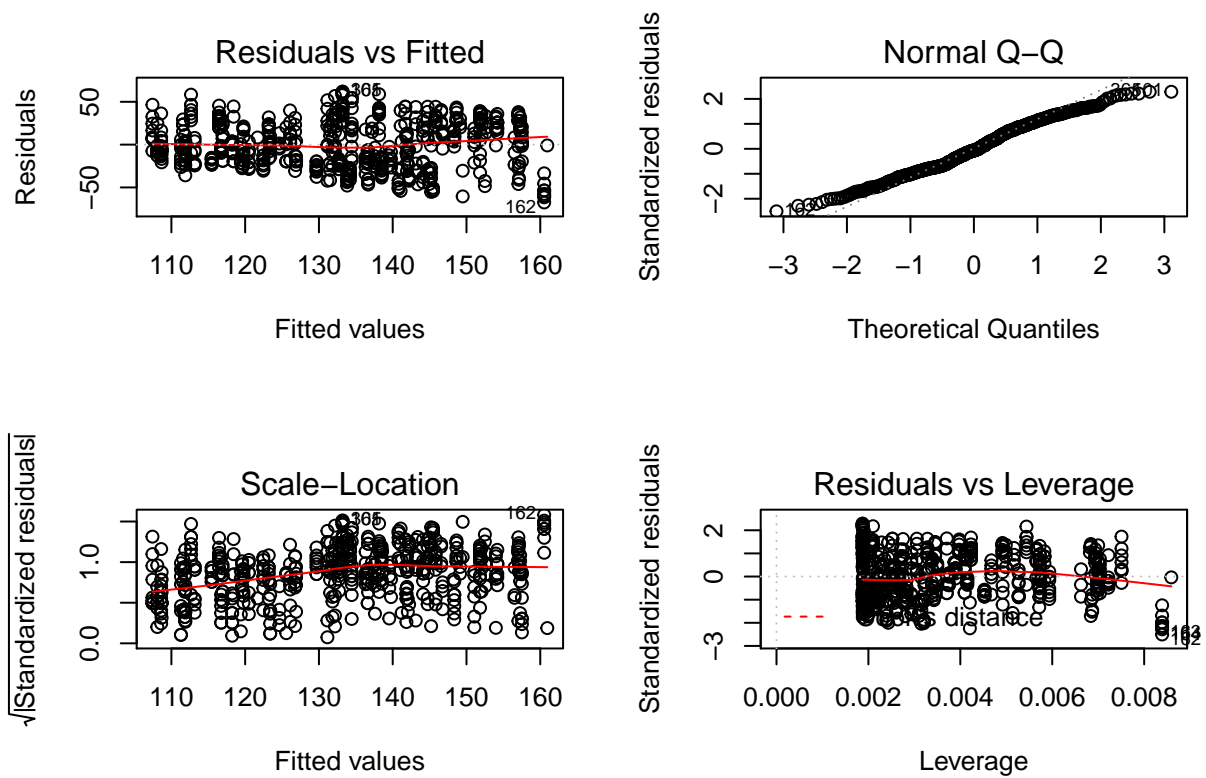 Residuals vs Fitted
Residuals
50
−50
162
110 120 130 140 150 160
Fitted values
Normal Q−Q
Standardized residuals
2
0
−2
−3 −2 −1 0 1 2 3
Theoretical Quantiles
Scale−Location
√|Standardized residuals|
1.0
0.0
162
110 120 130 140 150 160
Fitted values
Residuals vs Leverage
Standardized residuals
2
0
−3
distance
163
162
0.000 0.002 0.004 0.006 0.008
Leverage